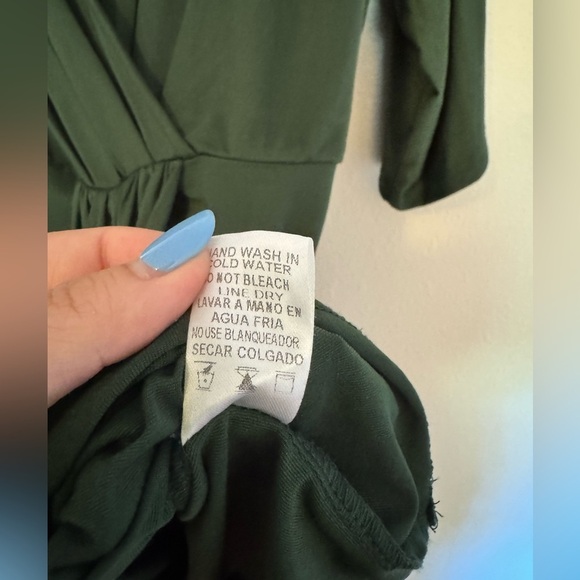 HAND WASH IN
COLD WATER
DO NOT BLEACH
LINE DRY
LAVAR A MANO EN
AGUA FRIA
NO USE BLANQUEADOR
SECAR COLGADO